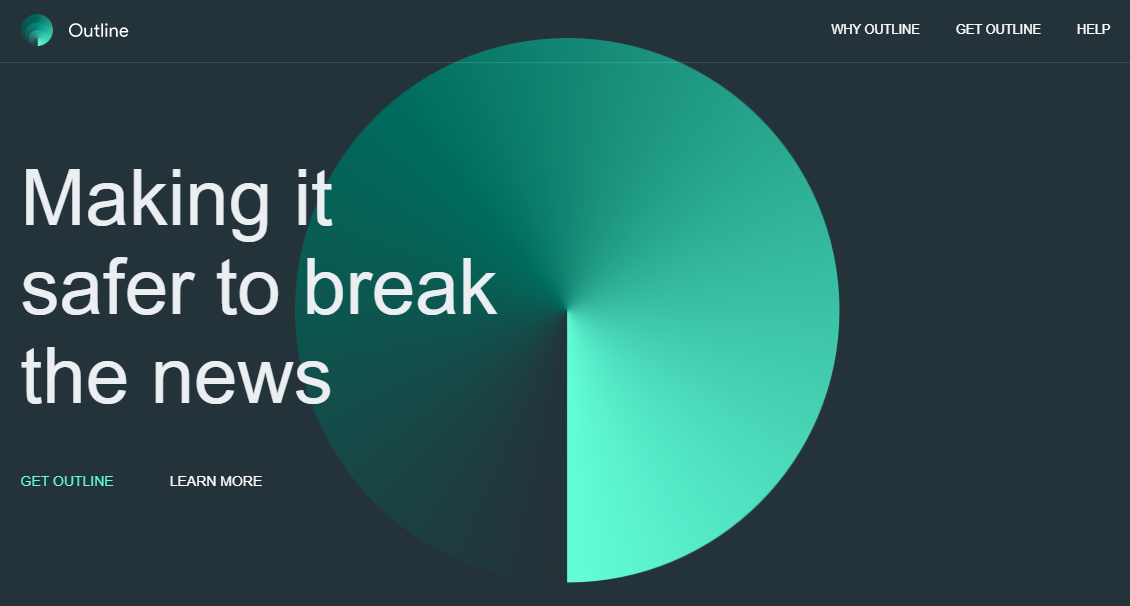 Outline
WHY OUTLINE
GET OUTLINE
HELP
Making it
safer to break
the news
GET OUTLINE
LEARN MORE